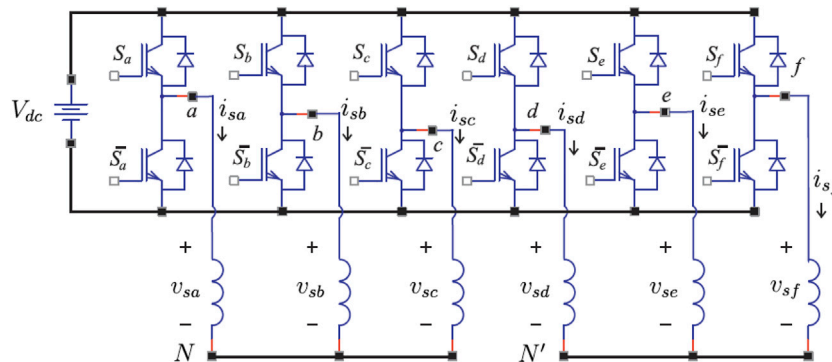 S_a S_b S_c S_d S_e S_f f
V_dc a i_sa b i_sb c i_sc d i_sd e i_se
S̄_a S̄_b S̄_c S̄_d S̄_e S̄_f i_s
+ + + + + +
v_sa v_sb v_sc v_sd v_se v_sf
− − − − − −
N N′